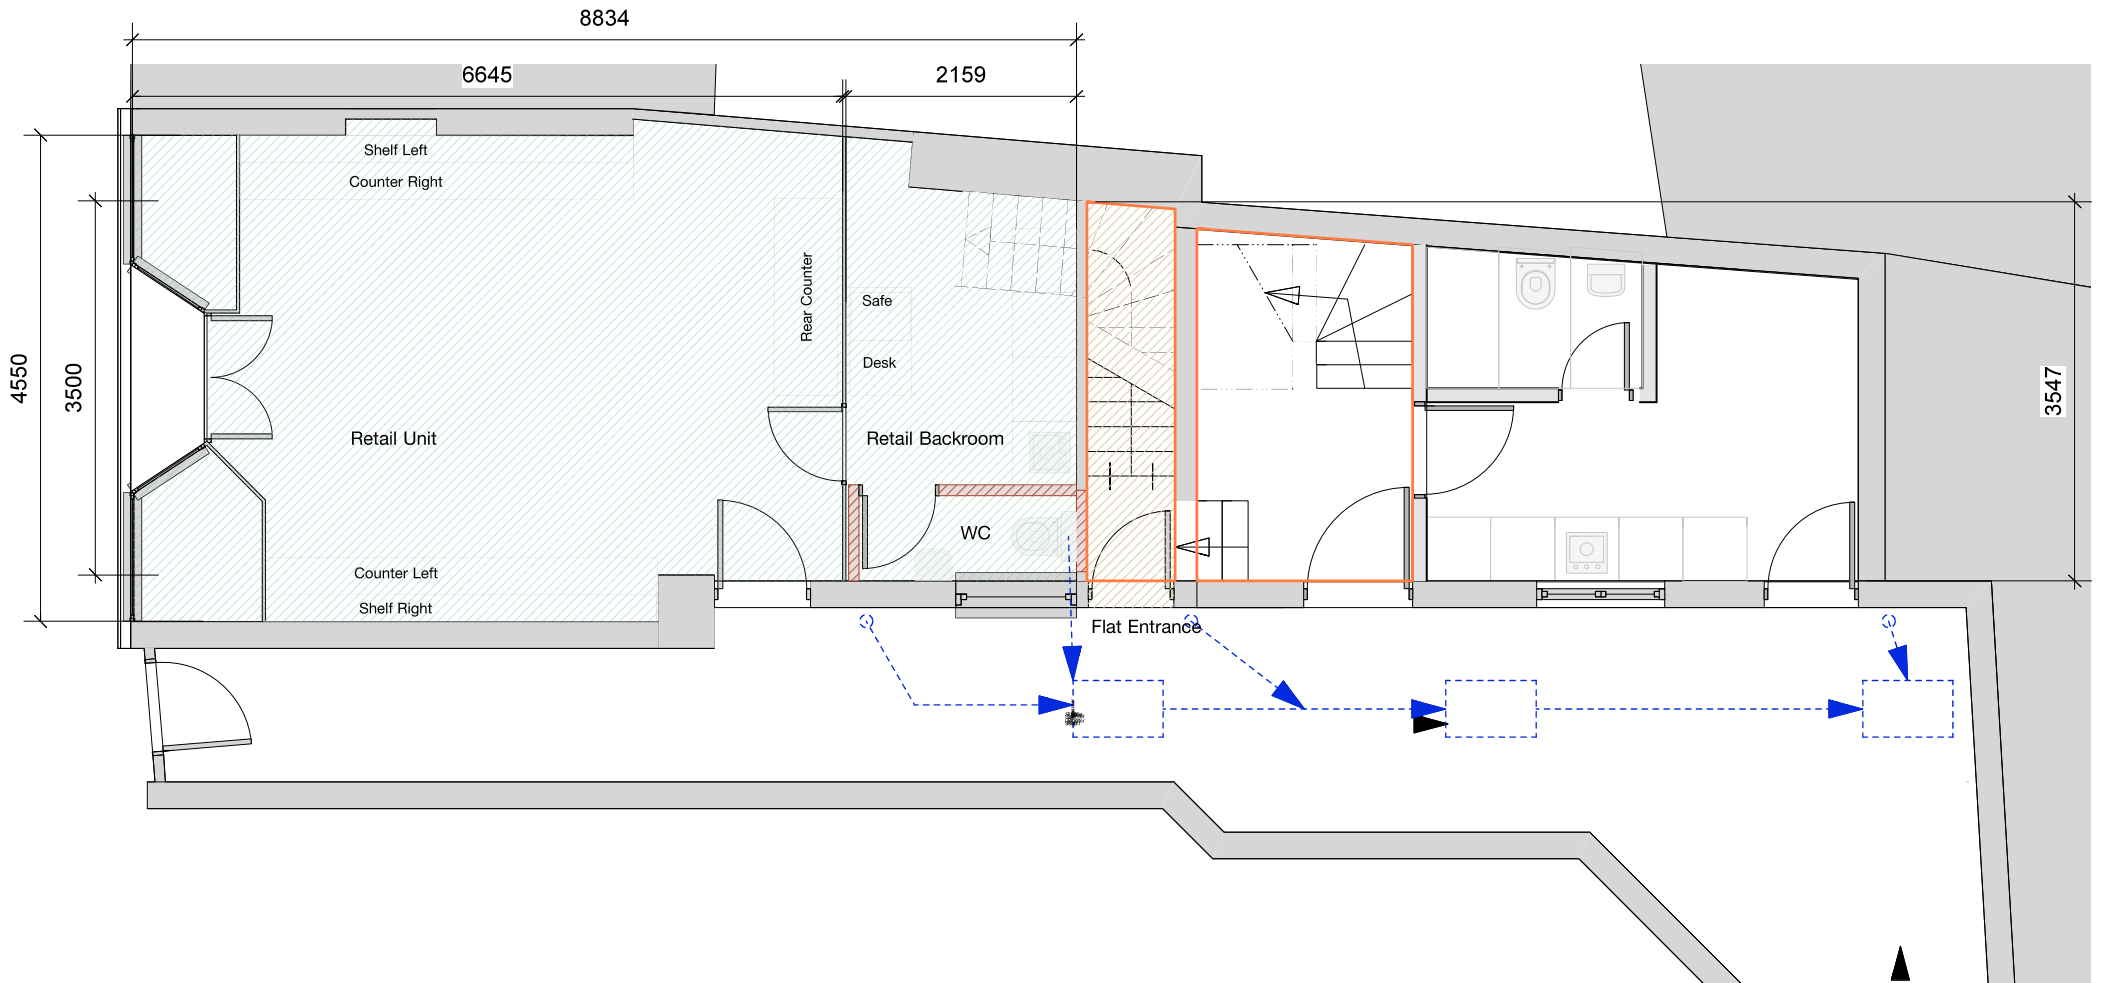 8834
6645
2159
Shelf Left
Counter Right
Rear Counter
Safe
Desk
4550
3500
3547
Retail Unit
Retail Backroom
WC
Counter Left
Shelf Right
Flat Entrance